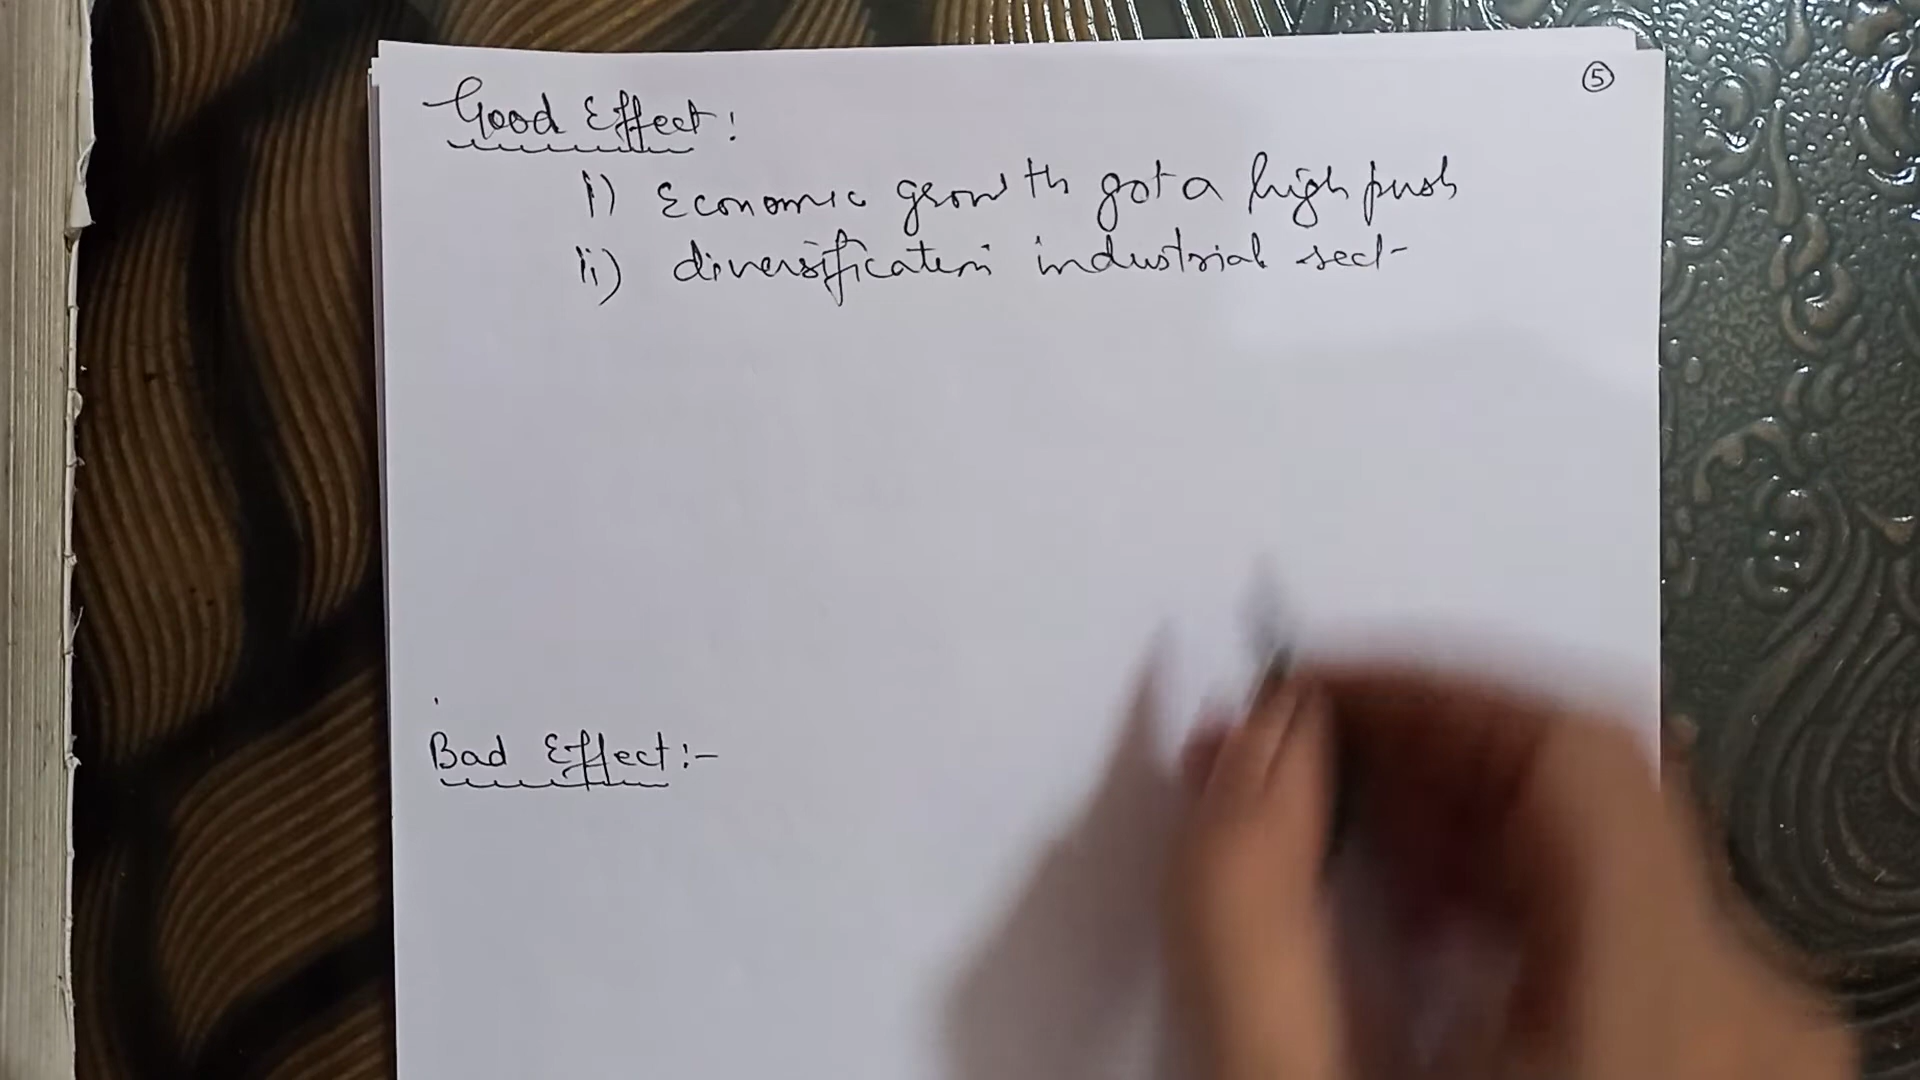 ⑤
Good Effect:
i) Economic growth got a high push
ii) diversification industrial sect-
Bad Effect:-